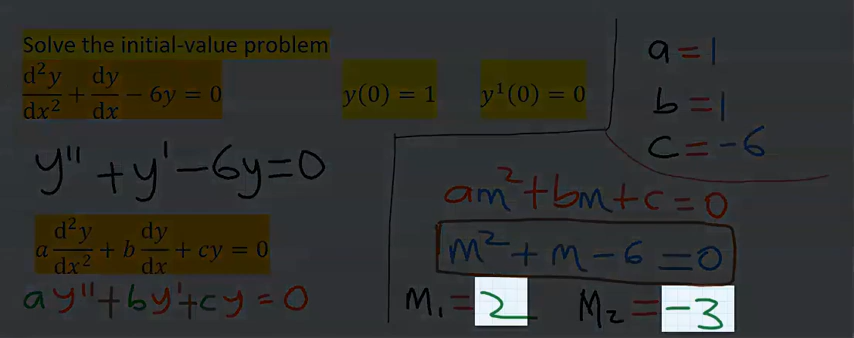 Solve the initial-value problem
d²y/dx² + dy/dx − 6y = 0 y(0) = 1 y¹(0) = 0
y'' + y' − 6y = 0
a d²y/dx² + b dy/dx + cy = 0
ay'' + by' + cy = 0
a = 1
b = 1
c = −6
am² + bm + c = 0
m² + m − 6 = 0
M₁ = 2 M₂ = −3